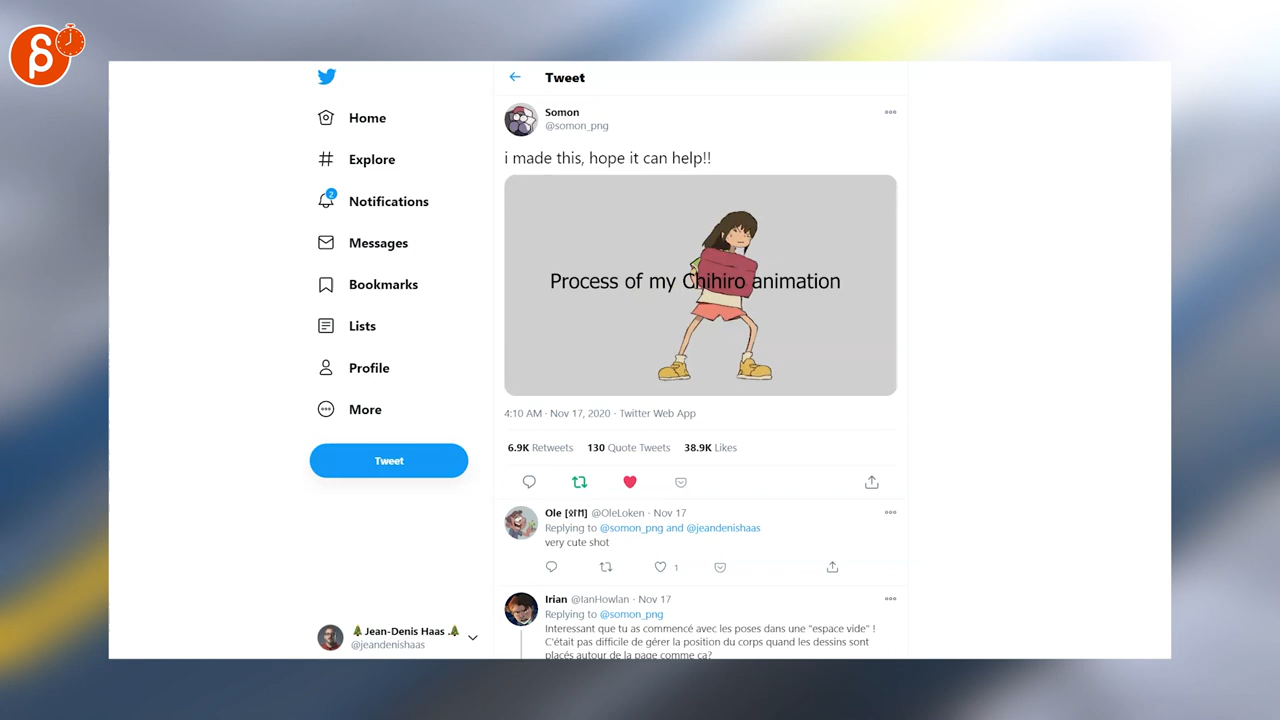 Tweet
Home
Explore
2
Notifications
Messages
Bookmarks
Lists
Profile
More
Tweet
🎄Jean-Denis Haas 🎄
@jeandenishaas
Somon
@somon_png
i made this, hope it can help!!
Process of my Chihiro animation
4:10 AM · Nov 17, 2020 · Twitter Web App
6.9K Retweets 130 Quote Tweets 38.9K Likes
Ole @OleLoken · Nov 17
Replying to @somon_png and @jeandenishaas
very cute shot
1
Irian @IanHowlan · Nov 17
Replying to @somon_png
Interessant que tu as commencé avec les poses dans une "espace vide" !
C'était pas difficile de gérer la position du corps quand les dessins sont
placés autour de la page comme ça?